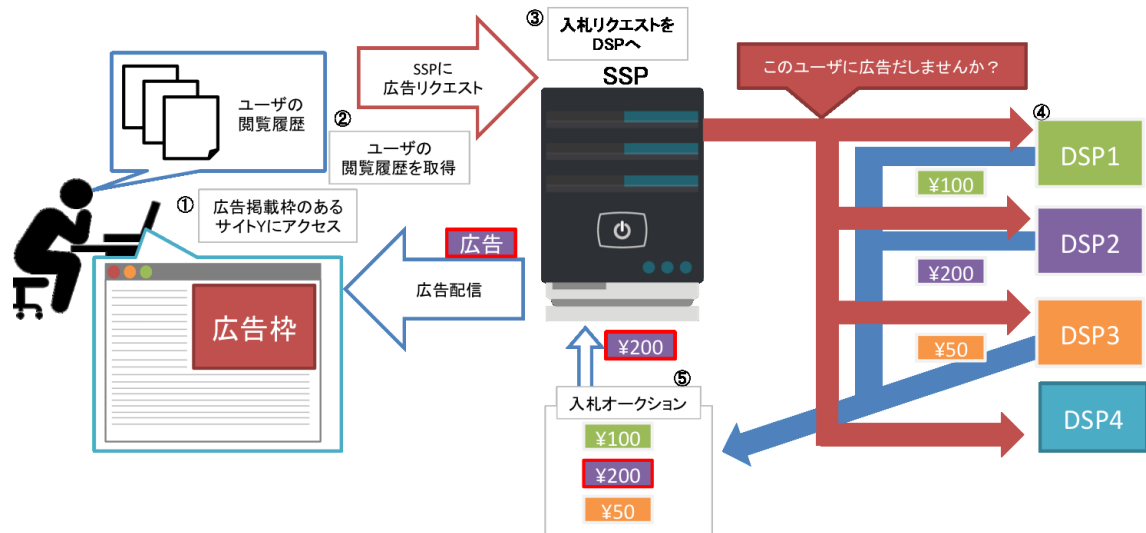 ③
入札リクエストを
DSPへ
SSP
このユーザに広告だしませんか？
SSPに
広告リクエスト
ユーザの
閲覧履歴
②
ユーザの
閲覧履歴を取得
①
広告掲載枠のある
サイトYにアクセス
広告
広告配信
広告枠
④
DSP1
¥100
DSP2
¥200
DSP3
¥50
DSP4
¥200
⑤
入札オークション
¥100
¥200
¥50